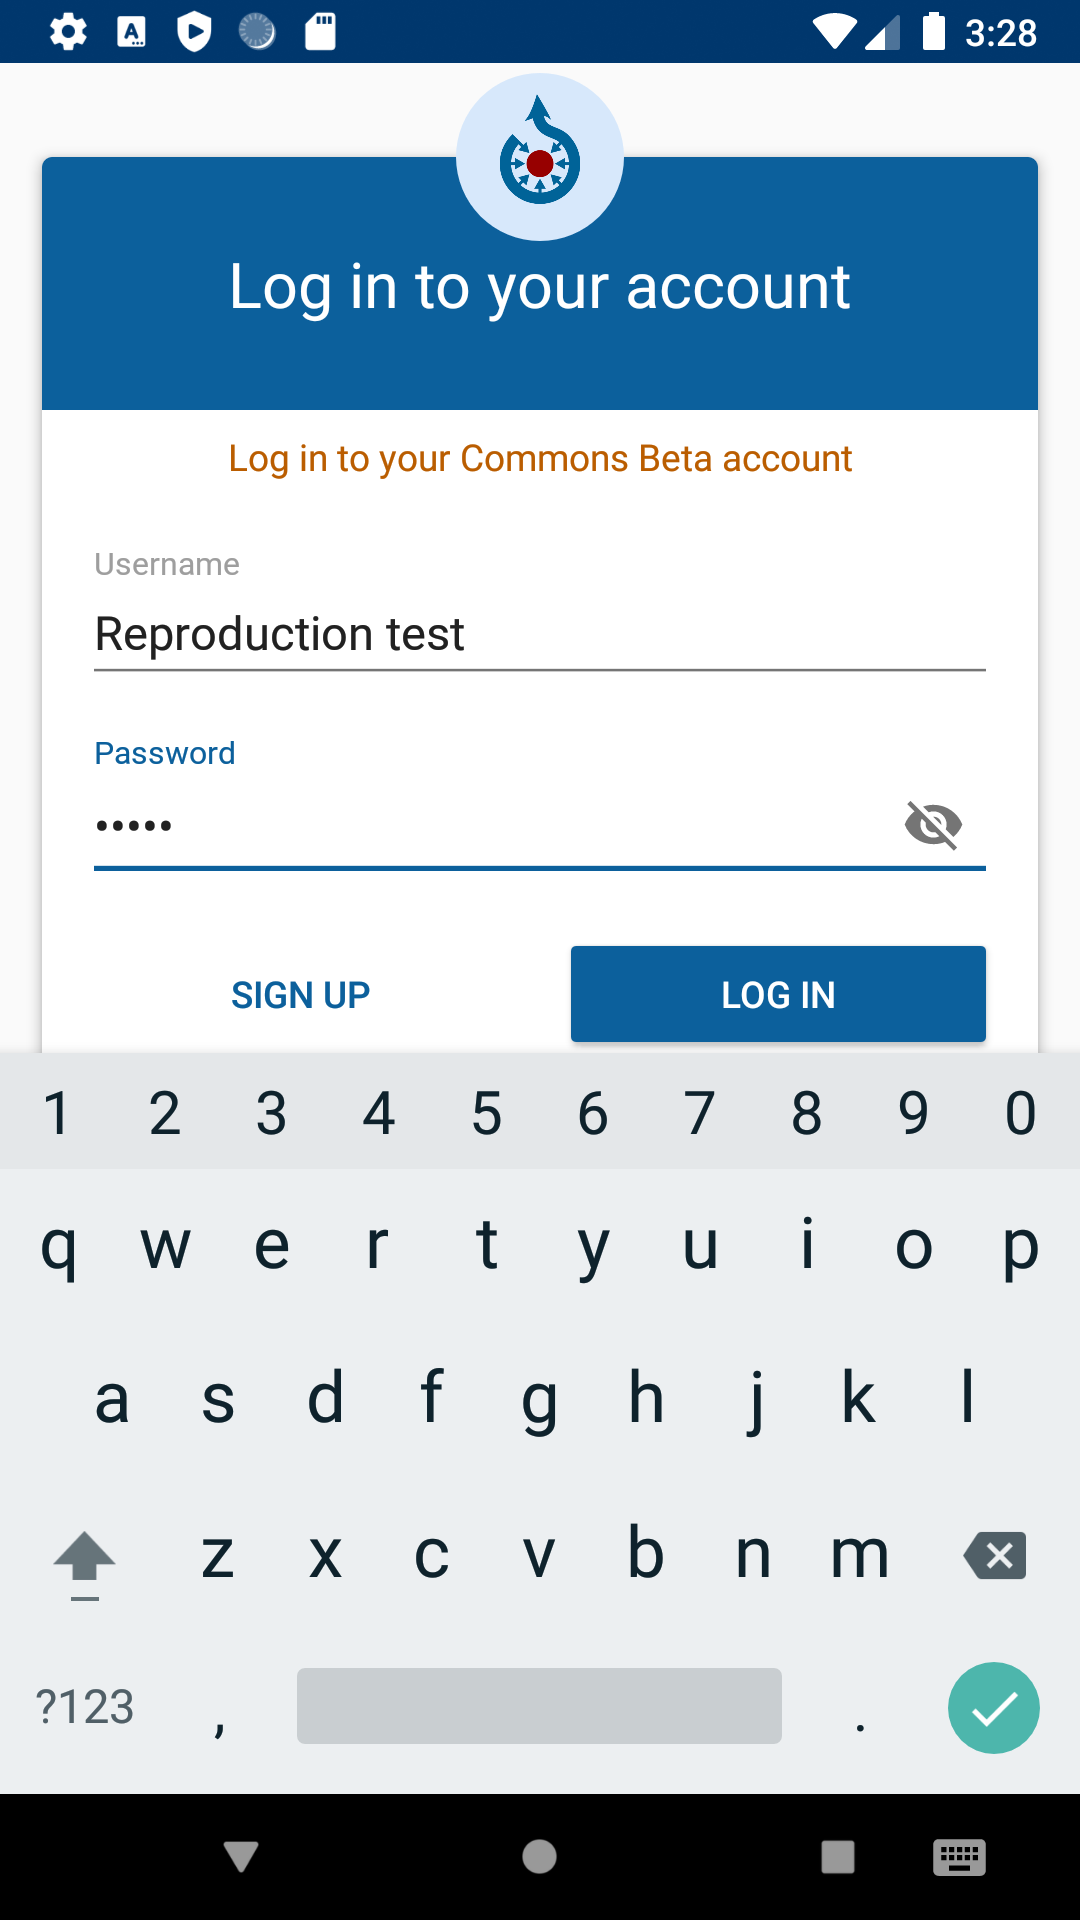 3:28
Log in to your account
Log in to your Commons Beta account
Username
Reproduction test
Password
•••••
SIGN UP
LOG IN
1 2 3 4 5 6 7 8 9 0
q w e r t y u i o p
a s d f g h j k l
z x c v b n m
?123 , .